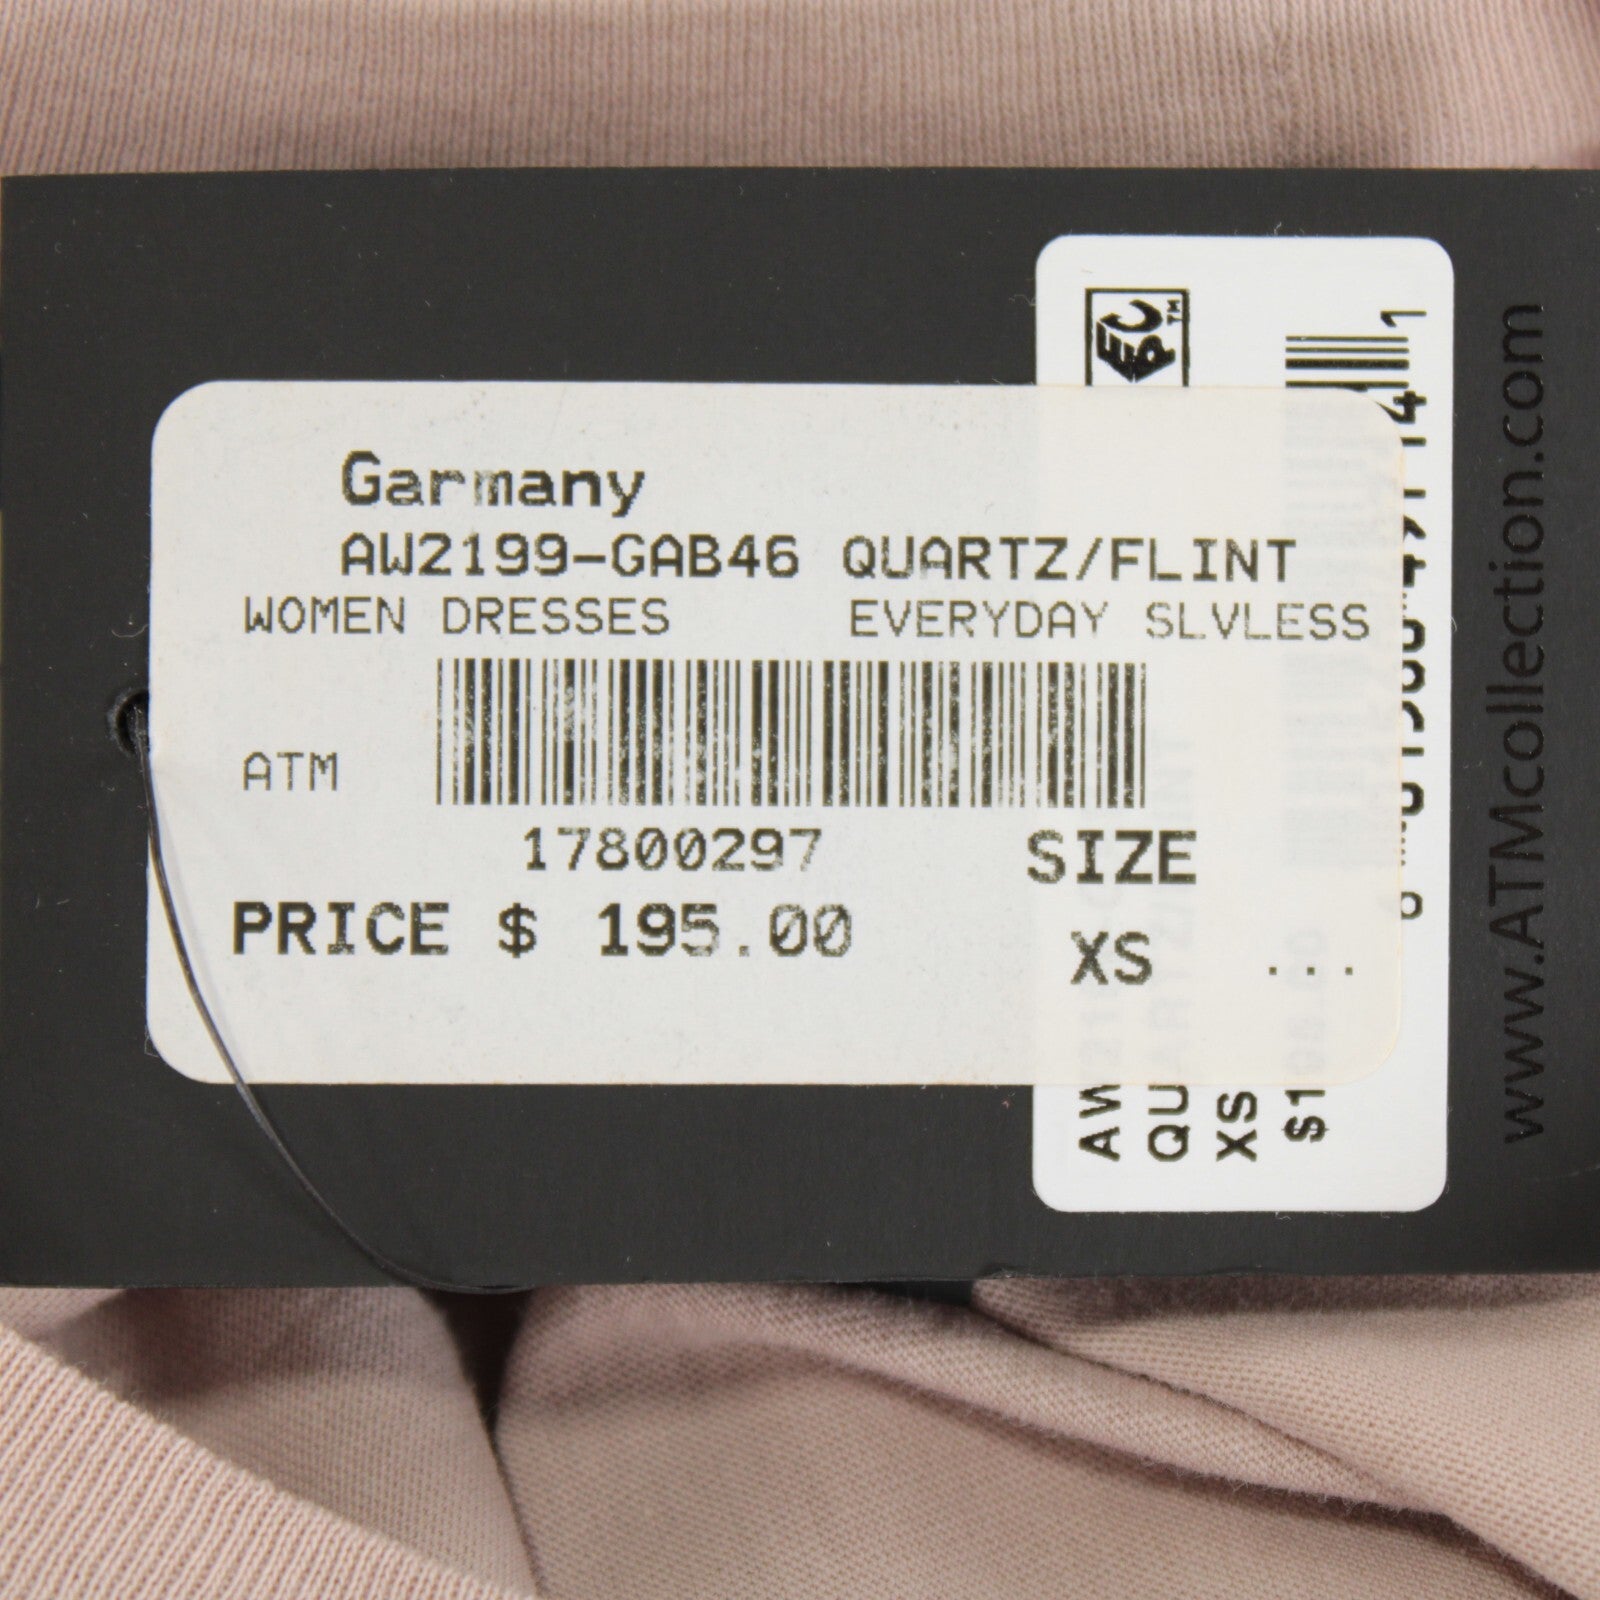 Garmany
AW2199-GAB46 QUARTZ/FLINT
WOMEN DRESSES EVERYDAY SLVLESS
ATM
17800297 SIZE
PRICE $ 195.00 XS ...
XS
www.ATMcollection.com